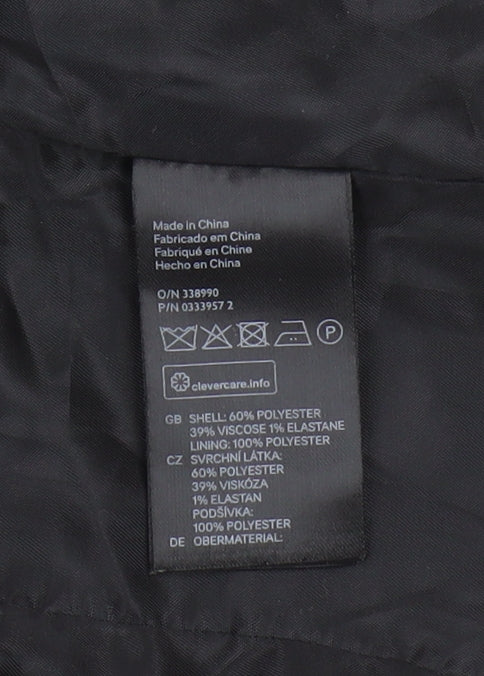 Made in China
Fabricado em China
Fabriqué en Chine
Hecho en China
O/N 338990
P/N 0333957 2
P
clevercare.info
GB SHELL: 60% POLYESTER
39% VISCOSE 1% ELASTANE
LINING: 100% POLYESTER
CZ SVRCHNÍ LÁTKA:
60% POLYESTER
39% VISKÓZA
1% ELASTAN
PODŠÍVKA:
100% POLYESTER
DE OBERMATERIAL: